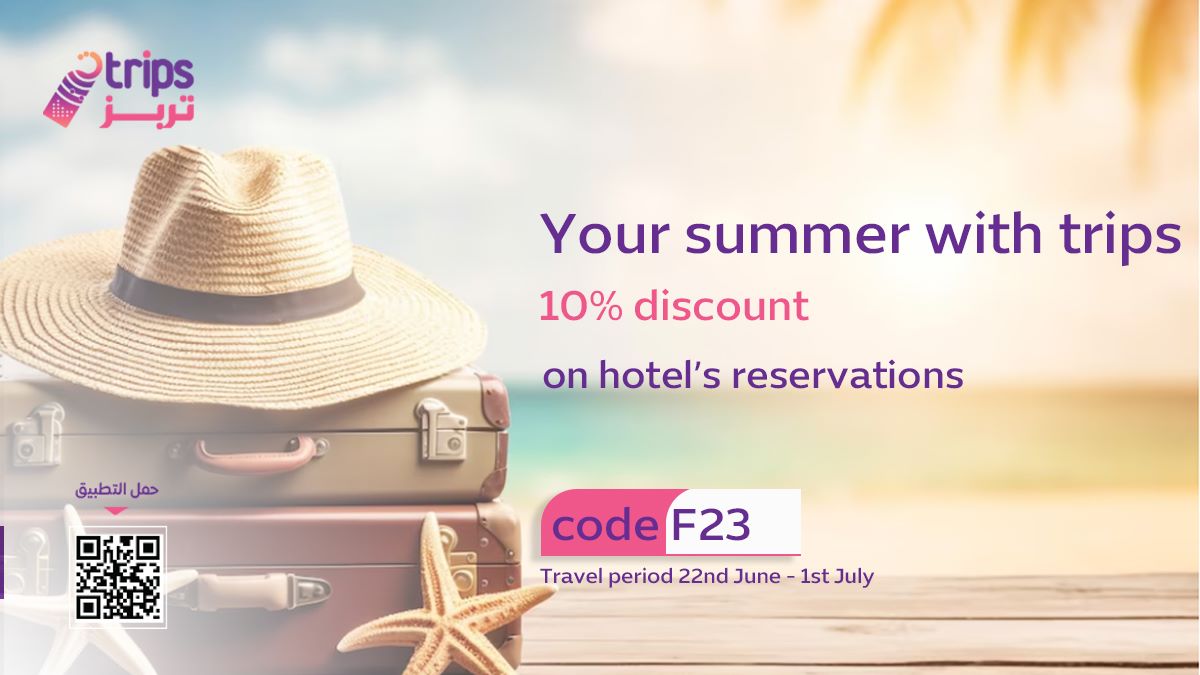 trips
تربز
Your summer with trips
10% discount
on hotel's reservations
code F23
Travel period 22nd June - 1st July
حمل التطبيق